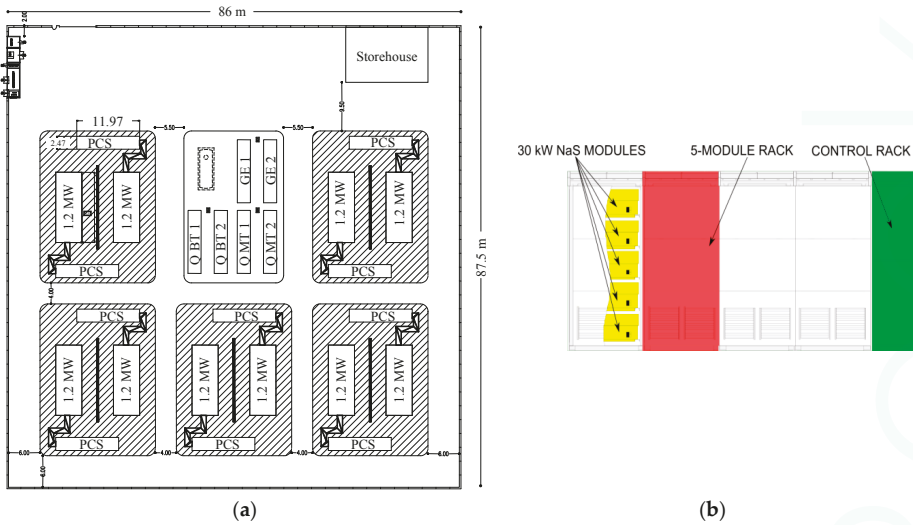 86 m
2.00
Storehouse
9.50
11.97
5.50
5.50
2.47
PCS
PCS
GE 1
GE 2
30 kW NaS MODULES
5-MODULE RACK
CONTROL RACK
1.2 MW
1.2 MW
1.2 MW
1.2 MW
Q BT 1
Q BT 2
Q MT 1
Q MT 2
87.5 m
PCS
PCS
4.00
PCS
PCS
PCS
1.2 MW
1.2 MW
1.2 MW
1.2 MW
1.2 MW
1.2 MW
PCS
PCS
PCS
6.00
4.00
4.00
6.00
6.00
(a)
(b)